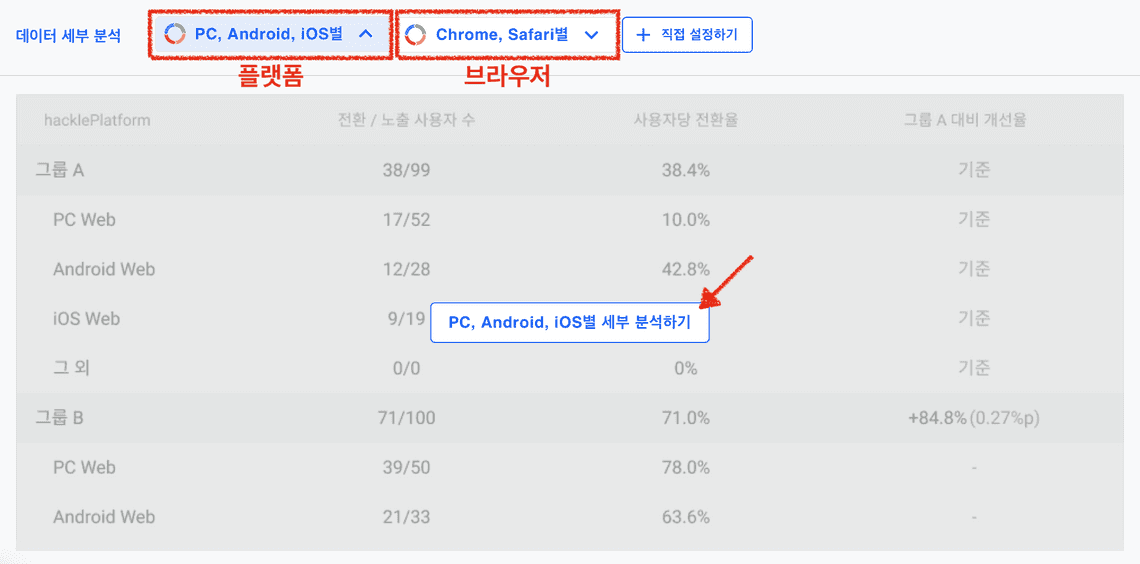 데이터 세부 분석 PC, Android, iOS별 Chrome, Safari별 + 직접 설정하기
플랫폼 브라우저
hacklePlatform 전환 / 노출 사용자 수 사용자당 전환율 그룹 A 대비 개선율
그룹 A 38/99 38.4% 기준
PC Web 17/52 10.0% 기준
Android Web 12/28 42.8% 기준
iOS Web 9/19 기준
PC, Android, iOS별 세부 분석하기
그 외 0/0 0% 기준
그룹 B 71/100 71.0% +84.8%(0.27%p)
PC Web 39/50 78.0% -
Android Web 21/33 63.6% -